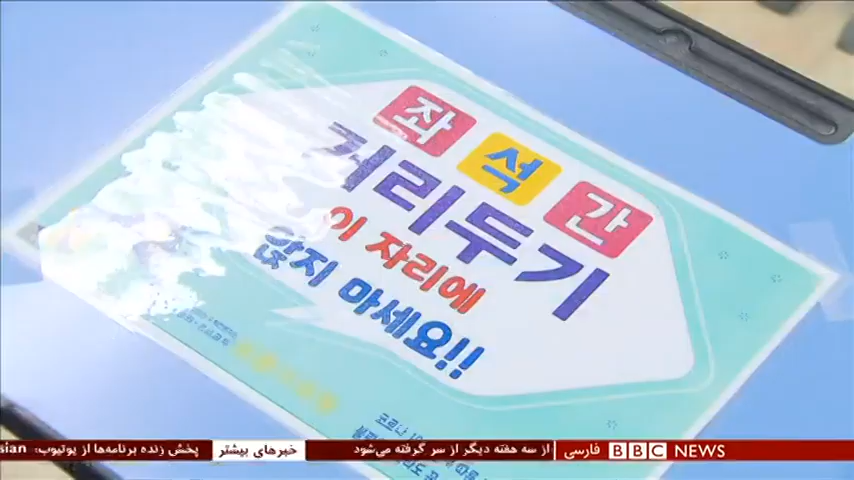 좌석간
거리두기
이 자리에
앉지 마세요!!
از سه هفته دیگر از سر گرفته می‌شود
BBC NEWS فارسی
خبرهای بیشتر
پخش زنده برنامه‌ها از یوتیوب:
sian